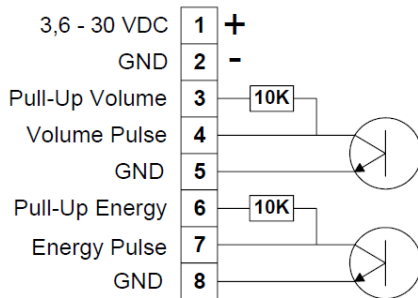 3,6 - 30 VDC 1 +
GND 2 -
Pull-Up Volume 3 10K
Volume Pulse 4
GND 5
Pull-Up Energy 6 10K
Energy Pulse 7
GND 8